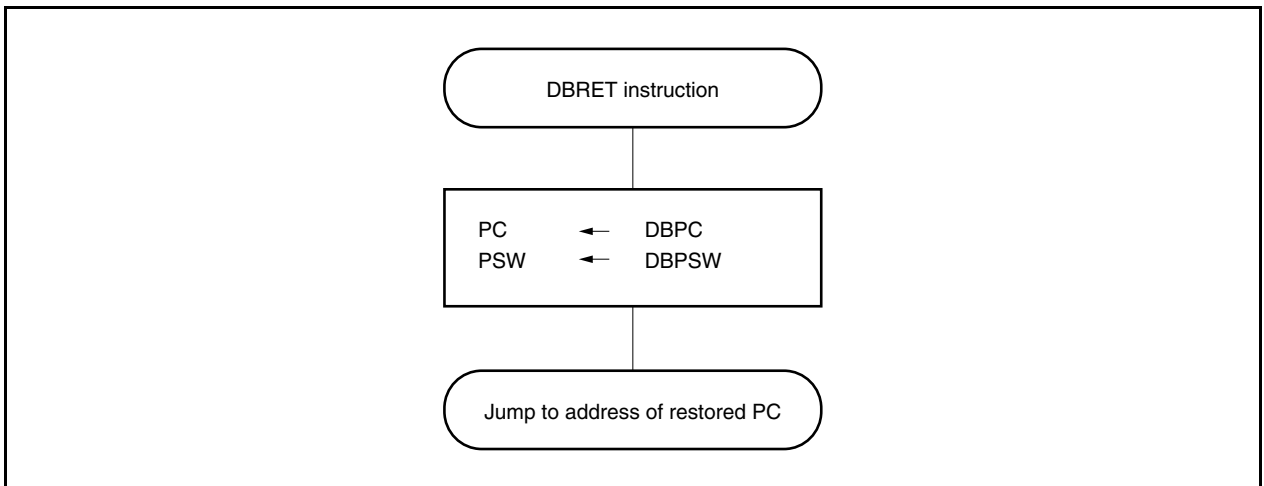 DBRET instruction
PC ← DBPC
PSW ← DBPSW
Jump to address of restored PC